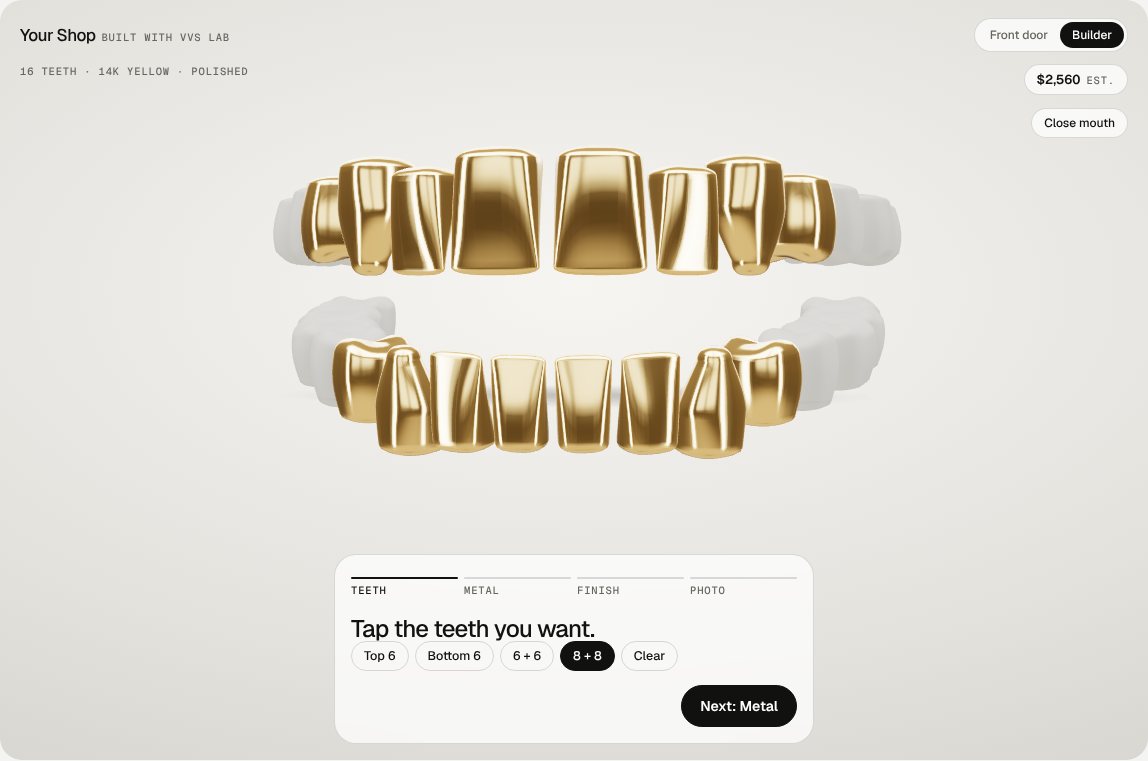 Your Shop BUILT WITH VVS LAB
Front door Builder
16 TEETH · 14K YELLOW · POLISHED
$2,560 EST.
Close mouth
TEETH METAL FINISH PHOTO
Tap the teeth you want.
Top 6 Bottom 6 6 + 6 8 + 8 Clear
Next: Metal